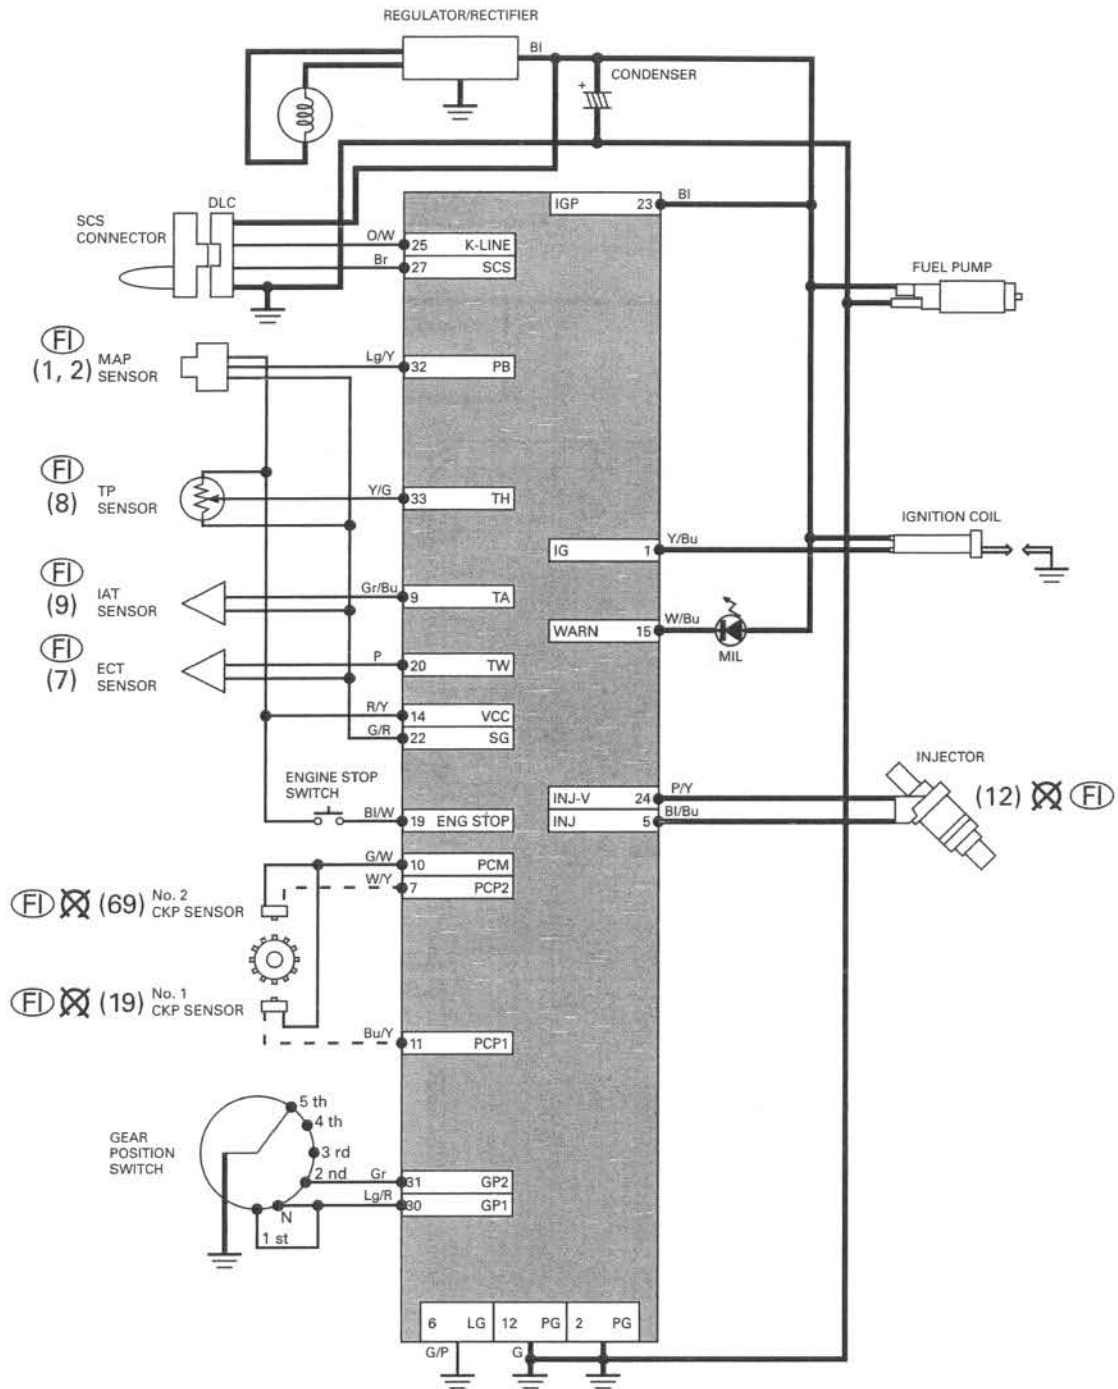 REGULATOR/RECTIFIER
Bl
CONDENSER
+
SCS
CONNECTOR
DLC
IGP 23
Bl
O/W
25 K-LINE
Br
27 SCS
FUEL PUMP
FI
(1, 2)
MAP
SENSOR
Lg/Y
32 PB
FI
(8)
TP
SENSOR
Y/G
33 TH
IGNITION COIL
IG 1
Y/Bu
FI
(9)
IAT
SENSOR
Gr/Bu
9 TA
WARN 15
W/Bu
MIL
FI
(7)
ECT
SENSOR
P
20 TW
R/Y
14 VCC
G/R
22 SG
ENGINE STOP
SWITCH
Bl/W
19 ENG STOP
INJECTOR
(12) FI
INJ-V 24
P/Y
INJ 5
Bl/Bu
G/W
10 PCM
W/Y
7 PCP2
FI (69) No. 2
CKP SENSOR
FI (19) No. 1
CKP SENSOR
Bu/Y
11 PCP1
GEAR
POSITION
SWITCH
5 th
4 th
3 rd
2 nd
N
1 st
Gr
31 GP2
Lg/R
30 GP1
6 LG 12 PG 2 PG
G/P G